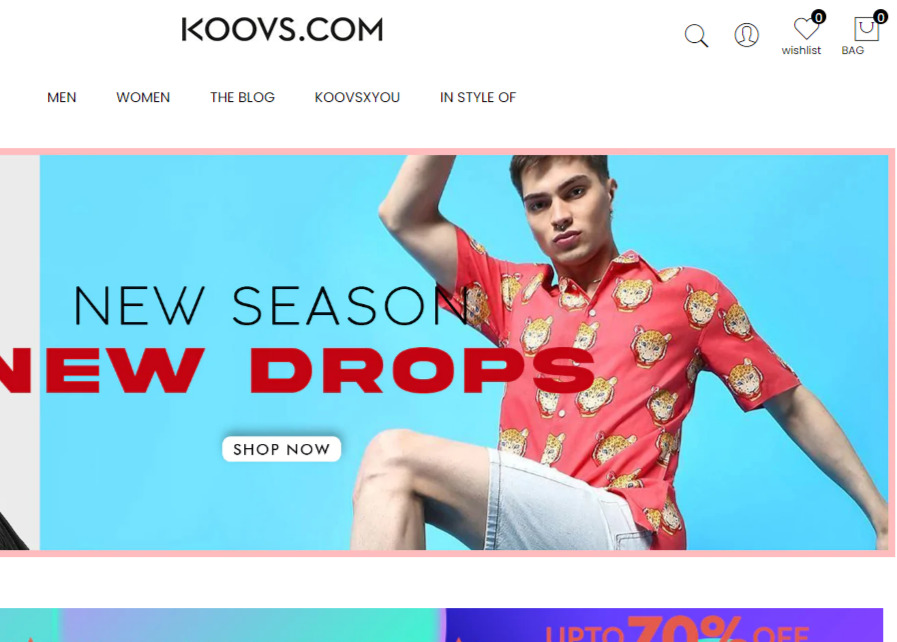 KOOVS.COM
0
0
wishlist
BAG
MEN WOMEN THE BLOG KOOVSXYOU IN STYLE OF
NEW SEASON
NEW DROPS
SHOP NOW
UPTO 70% OFF